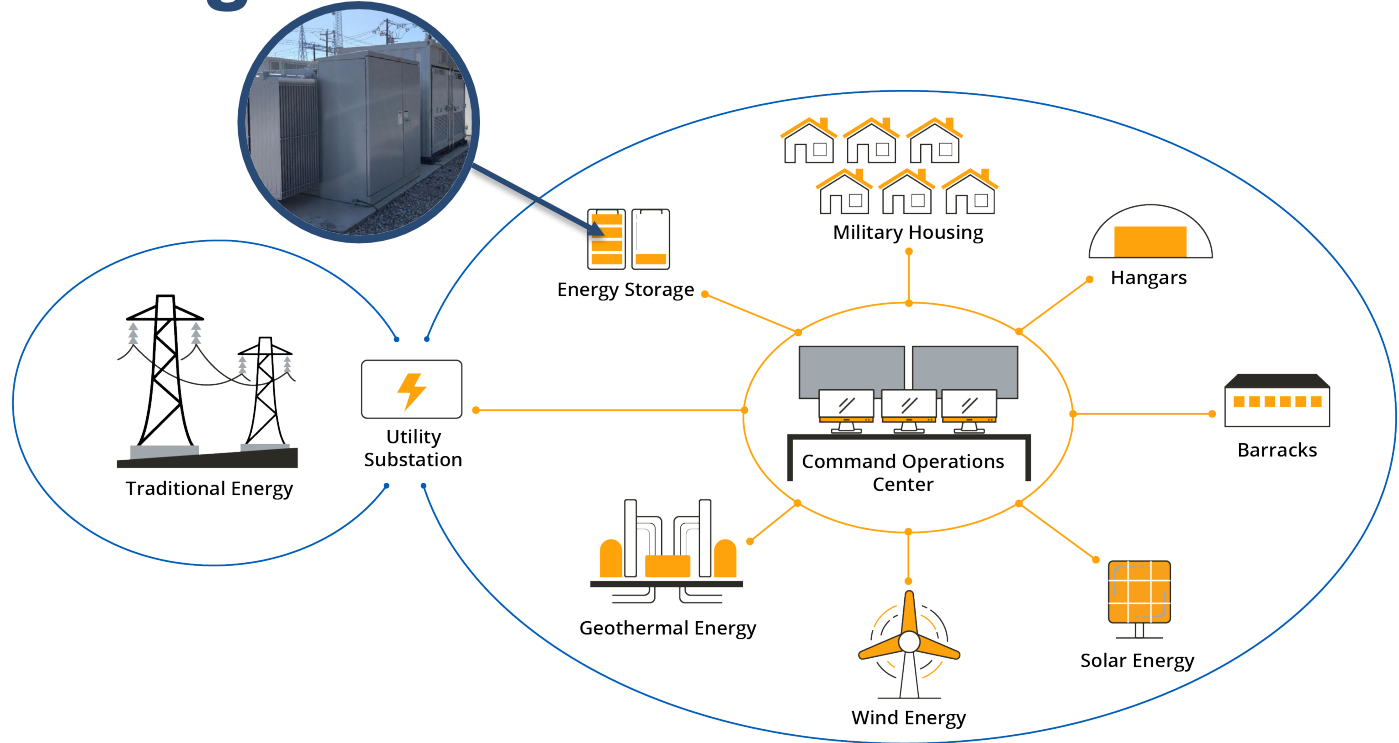 Military Housing
Hangars
Energy Storage
Utility
Substation
Command Operations
Center
Barracks
Traditional Energy
Geothermal Energy
Solar Energy
Wind Energy